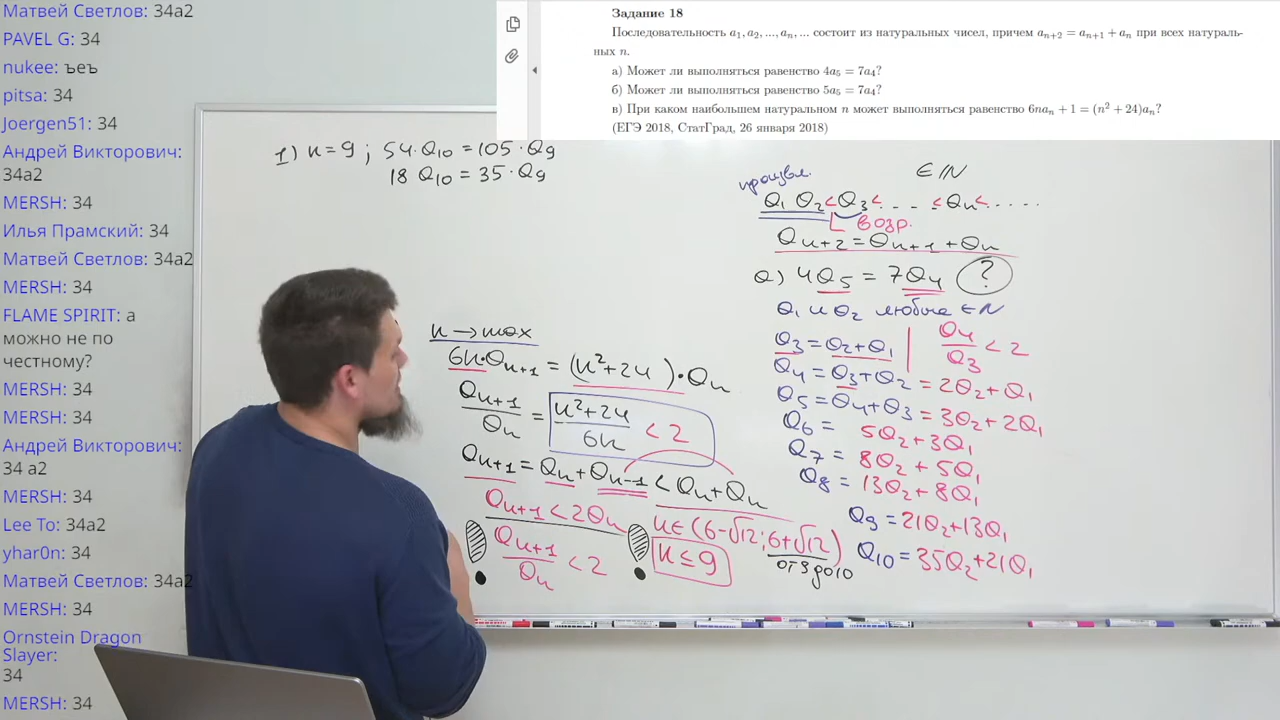 Матвей Светлов: 34а2
PAVEL G: 34
nukee: ъеъ
pitsa: 34
Joergen51: 34
Андрей Викторович:
34а2
MERSH: 34
Илья Прамский: 34
Матвей Светлов: 34а2
MERSH: 34
FLAME SPIRIT: а
можно не по
честному?
MERSH: 34
MERSH: 34
Андрей Викторович:
34 а2
MERSH: 34
Lee To: 34а2
yhar0n: 34
Матвей Светлов: 34а2
MERSH: 34
Ornstein Dragon
Slayer:
34
MERSH: 34
Задание 18
Последовательность a₁, a₂, ..., aₙ, ... состоит из натуральных чисел, причем aₙ₊₂ = aₙ₊₁ + aₙ при всех натураль-
ных n.
а) Может ли выполняться равенство 4a₅ = 7a₄?
б) Может ли выполняться равенство 5a₅ = 7a₄?
в) При каком наибольшем натуральном n может выполняться равенство 6naₙ + 1 = (n² + 24)aₙ?
(ЕГЭ 2018, СтатГрад, 26 января 2018)
1) n = 9 ; 54·a₁₀ = 105·a₉
18 a₁₀ = 35·a₉
n → max
6n·aₙ₊₁ = (n²+24)·aₙ
aₙ₊₁/aₙ = (n²+24)/6n < 2
aₙ₊₁ = aₙ + aₙ₋₁ < aₙ + aₙ
aₙ₊₁ < 2aₙ
aₙ₊₁/aₙ < 2
n ∈ (6-√12; 6+√12)
n ≤ 9
от 3 до 10
произвл.
∈ N
a₁ a₂ < a₃ < . . . . < aₙ < . . . . .
возр.
aₙ₊₂ = aₙ₊₁ + aₙ
а) 4a₅ = 7a₄ ?
a₁ и a₂ любые ∈ N
a₃ = a₂ + a₁
a₄/a₃ < 2
a₄ = a₃ + a₂ = 2a₂ + a₁
a₅ = a₄ + a₃ = 3a₂ + 2a₁
a₆ = 5a₂ + 3a₁
a₇ = 8a₂ + 5a₁
a₈ = 13a₂ + 8a₁
a₉ = 21a₂ + 13a₁
a₁₀ = 35a₂ + 21a₁